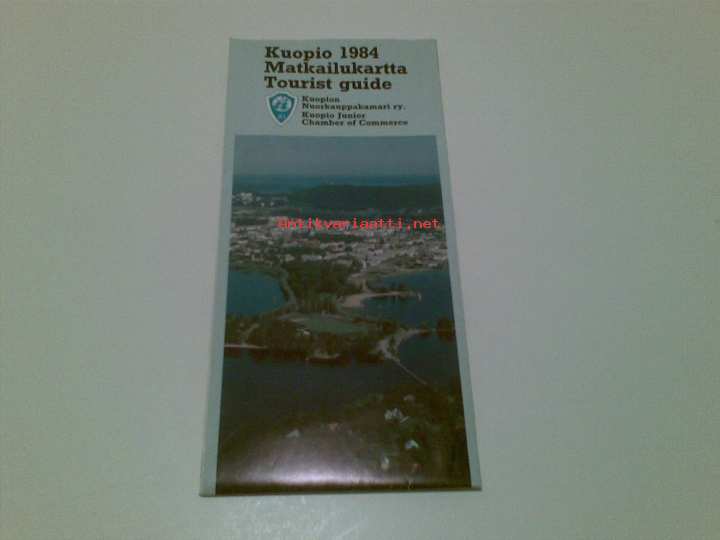 Kuopio 1984
Matkailukartta
Tourist guide
Kuopion
Nuorkauppakamari ry.
Kuopio Junior
Chamber of Commerce
antikvariaatti.net